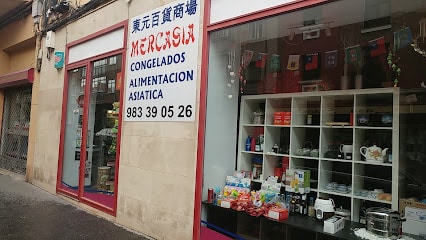 東元百貨商場
MERCASIA
CONGELADOS
ALIMENTACION
ASIATICA
983 39 05 26